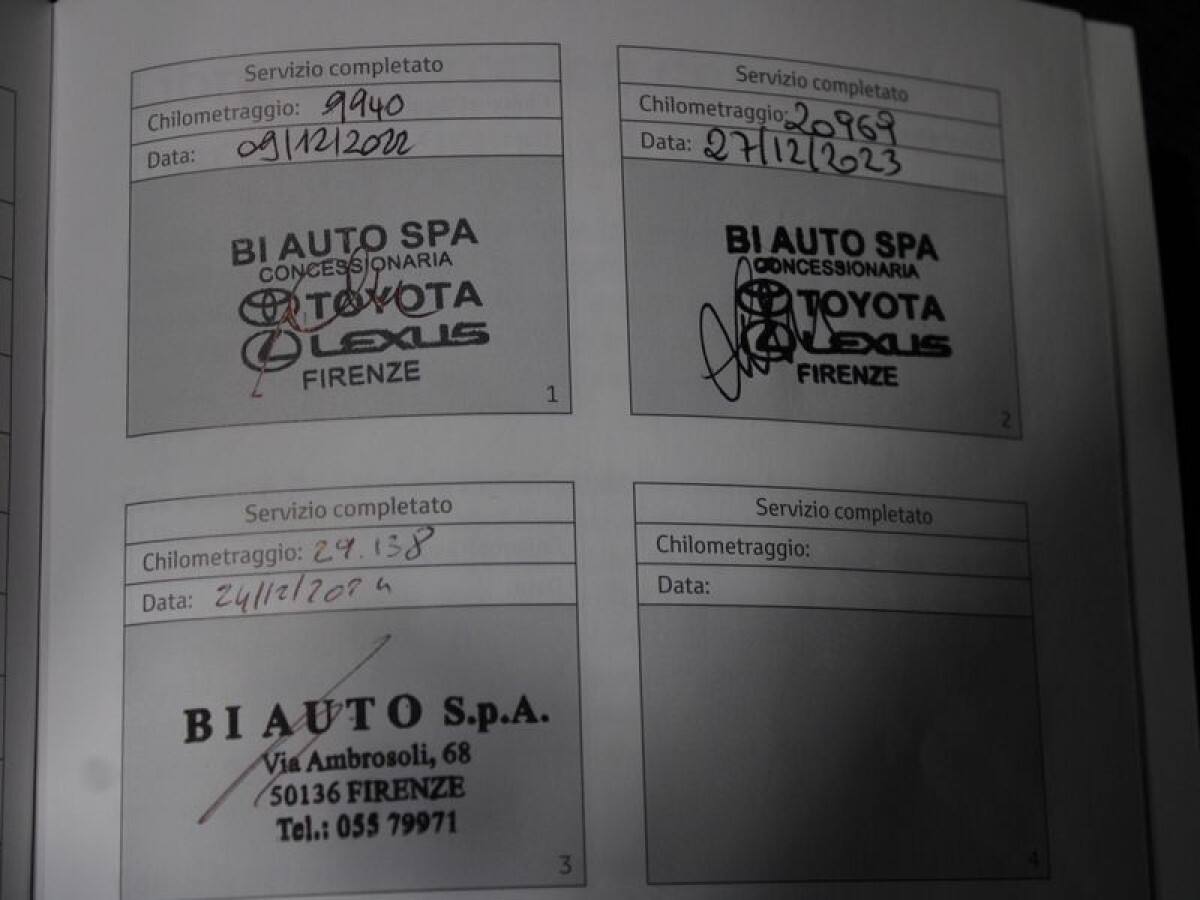 Servizio completato
Chilometraggio: 9940
Data: 09/12/2022
BI AUTO SPA
CONCESSIONARIA
TOYOTA
LEXUS
FIRENZE
1
Servizio completato
Chilometraggio: 20969
Data: 27/12/2023
BI AUTO SPA
CONCESSIONARIA
TOYOTA
LEXUS
FIRENZE
2
Servizio completato
Chilometraggio: 29.138
Data: 24/12/2024
BI AUTO S.p.A.
Via Ambrosoli, 68
50136 FIRENZE
Tel.: 055 79971
3
Servizio completato
Chilometraggio:
Data:
4